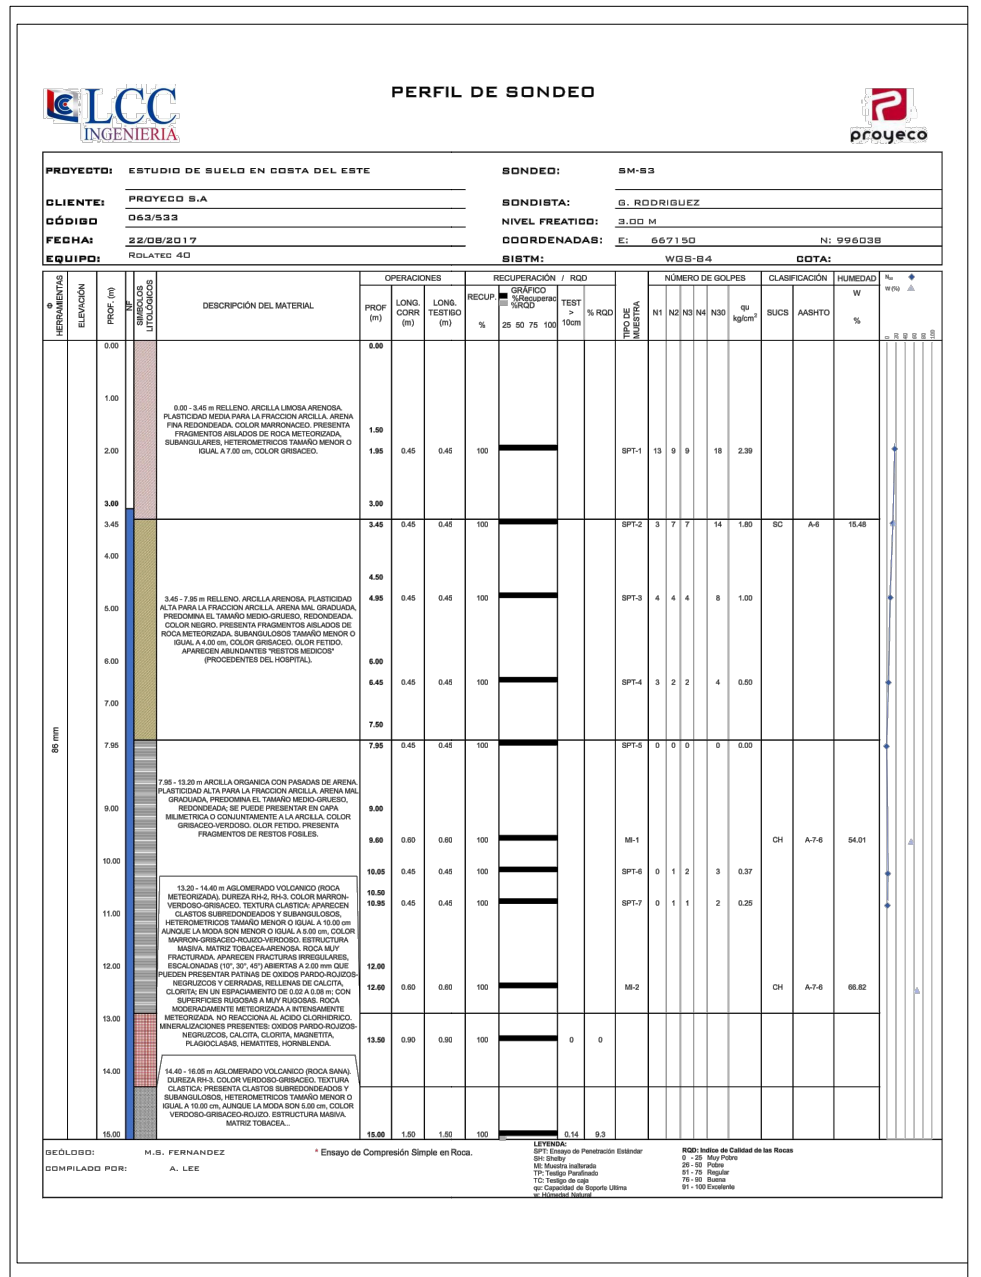 PERFIL DE SONDEO
LCC
INGENIERÍA
proyeco
PROYECTO: ESTUDIO DE SUELO EN COSTA DEL ESTE SONDEO: SM-S3
CLIENTE: PROYECO S.A SONDISTA: G. RODRIGUEZ
CÓDIGO 063/533 NIVEL FREATICO: 3.00 M
FECHA: 22/08/2017 COORDENADAS: E: 667150 N: 996038
EQUIPO: ROLATEC 40 SISTM: WGS-84 COTA:
Φ HERRAMIENTAS
ELEVACIÓN
PROF. (m)
NF
SIMBOLOS LITOLÓGICOS
DESCRIPCIÓN DEL MATERIAL
OPERACIONES
PROF (m)
LONG. CORR (m)
LONG. TESTIGO (m)
RECUPERACIÓN / RQD
RECUP. %
GRÁFICO
%Recuperac
%RQD
25 50 75 100
TEST > 10cm
% RQD
TIPO DE MUESTRA
NÚMERO DE GOLPES
N1 N2 N3 N4 N30
qu kg/cm²
CLASIFICACIÓN
SUCS AASHTO
HUMEDAD
W
%
W (%)
0 20 40 60 80 100
86 mm
0.00
1.00
2.00
3.00
3.45
4.00
5.00
6.00
7.00
7.95
9.00
10.00
11.00
12.00
13.00
14.00
15.00
0.00 - 3.45 m RELLENO. ARCILLA LIMOSA ARENOSA.
PLASTICIDAD MEDIA PARA LA FRACCION ARCILLA. ARENA
FINA REDONDEADA. COLOR MARRONACEO. PRESENTA
FRAGMENTOS AISLADOS DE ROCA METEORIZADA,
SUBANGULARES, HETEROMETRICOS TAMAÑO MENOR O
IGUAL A 7.00 cm, COLOR GRISACEO.
3.45 - 7.95 m RELLENO. ARCILLA ARENOSA. PLASTICIDAD
ALTA PARA LA FRACCION ARCILLA. ARENA MAL GRADUADA,
PREDOMINA EL TAMAÑO MEDIO-GRUESO, REDONDEADA.
COLOR NEGRO. PRESENTA FRAGMENTOS AISLADOS DE
ROCA METEORIZADA. SUBANGULOSOS TAMAÑO MENOR O
IGUAL A 4.00 cm, COLOR GRISACEO. OLOR FETIDO.
APARECEN ABUNDANTES "RESTOS MEDICOS"
(PROCEDENTES DEL HOSPITAL).
7.95 - 13.20 m ARCILLA ORGANICA CON PASADAS DE ARENA.
PLASTICIDAD ALTA PARA LA FRACCION ARCILLA. ARENA MAL
GRADUADA, PREDOMINA EL TAMAÑO MEDIO-GRUESO,
REDONDEADA; SE PUEDE PRESENTAR EN CAPA
MILIMETRICA O CONJUNTAMENTE A LA ARCILLA. COLOR
GRISACEO-VERDOSO. OLOR FETIDO. PRESENTA
FRAGMENTOS DE RESTOS FOSILES.
13.20 - 14.40 m AGLOMERADO VOLCANICO (ROCA
METEORIZADA). DUREZA RH-2, RH-3. COLOR MARRON-
VERDOSO-GRISACEO. TEXTURA CLASTICA: APARECEN
CLASTOS SUBREDONDEADOS Y SUBANGULOSOS,
HETEROMETRICOS TAMAÑO MENOR O IGUAL A 10.00 cm
AUNQUE LA MODA SON MENOR O IGUAL A 5.00 cm, COLOR
MARRON-GRISACEO-ROJIZO-VERDOSO. ESTRUCTURA
MASIVA. MATRIZ TOBACEA-ARENOSA. ROCA MUY
FRACTURADA. APARECEN FRACTURAS IRREGULARES,
ESCALONADAS (10°, 30°, 45°) ABIERTAS A 2.00 mm QUE
PUEDEN PRESENTAR PATINAS DE OXIDOS PARDO-ROJIZOS-
NEGRUZCOS Y CERRADAS, RELLENAS DE CALCITA,
CLORITA; EN UN ESPACIAMIENTO DE 0.02 A 0.08 m; CON
SUPERFICIES RUGOSAS A MUY RUGOSAS. ROCA
MODERADAMENTE METEORIZADA A INTENSAMENTE
METEORIZADA. NO REACCIONA AL ACIDO CLORHIDRICO.
MINERALIZACIONES PRESENTES: OXIDOS PARDO-ROJIZOS-
NEGRUZCOS, CALCITA, CLORITA, MAGNETITA,
PLAGIOCLASAS, HEMATITES, HORNBLENDA.
14.40 - 16.05 m AGLOMERADO VOLCANICO (ROCA SANA).
DUREZA RH-3. COLOR VERDOSO-GRISACEO. TEXTURA
CLASTICA: PRESENTA CLASTOS SUBREDONDEADOS Y
SUBANGULOSOS, HETEROMETRICOS TAMAÑO MENOR O
IGUAL A 10.00 cm, AUNQUE LA MODA SON 5.00 cm, COLOR
VERDOSO-GRISACEO-ROJIZO. ESTRUCTURA MASIVA.
MATRIZ TOBACEA...
0.00
1.50
1.95 0.45 0.45 100 SPT-1 13 9 9 18 2.39
3.00
3.45 0.45 0.45 100 SPT-2 3 7 7 14 1.80 SC A-6 15.48
4.50
4.95 0.45 0.45 100 SPT-3 4 4 4 8 1.00
6.00
6.45 0.45 0.45 100 SPT-4 3 2 2 4 0.50
7.50
7.95 0.45 0.45 100 SPT-5 0 0 0 0 0.00
9.00
9.60 0.60 0.60 100 MI-1 CH A-7-6 54.01
10.05 0.45 0.45 100 SPT-6 0 1 2 3 0.37
10.50
10.95 0.45 0.45 100 SPT-7 0 1 1 2 0.25
12.00
12.60 0.60 0.60 100 MI-2 CH A-7-6 66.82
13.50 0.90 0.90 100 0 0
15.00 1.50 1.50 100 0.14 9.3
GEÓLOGO: M.S. FERNANDEZ
COMPILADO POR: A. LEE
* Ensayo de Compresión Simple en Roca.
LEYENDA:
SPT: Ensayo de Penetración Estándar
SH: Shelby
MI: Muestra inalterada
TP: Testigo Parafinado
TC: Testigo de caja
qu: Capacidad de Soporte Ultima
w: Húmedad Natural
RQD: Indice de Calidad de las Rocas
0 - 25 Muy Pobre
26 - 50 Pobre
51 - 75 Regular
76 - 90 Buena
91 - 100 Excelente